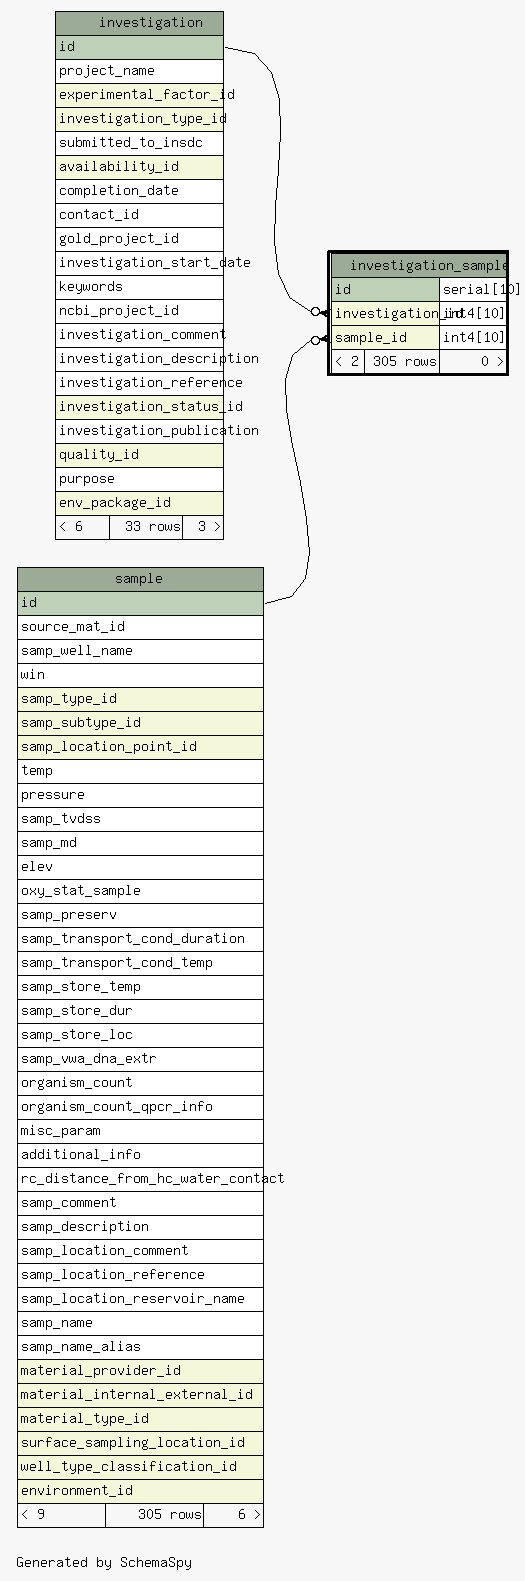 investigation
id
project_name
experimental_factor_id
investigation_type_id
submitted_to_insdc
availability_id
completion_date
contact_id
gold_project_id
investigation_start_date
keywords
ncbi_project_id
investigation_comment
investigation_description
investigation_reference
investigation_status_id
investigation_publication
quality_id
purpose
env_package_id
< 6 33 rows 3 >
investigation_sample
id serial[10]
investigation_id int4[10]
sample_id int4[10]
< 2 305 rows 0 >
sample
id
source_mat_id
samp_well_name
win
samp_type_id
samp_subtype_id
samp_location_point_id
temp
pressure
samp_tvdss
samp_md
elev
oxy_stat_sample
samp_preserv
samp_transport_cond_duration
samp_transport_cond_temp
samp_store_temp
samp_store_dur
samp_store_loc
samp_vwa_dna_extr
organism_count
organism_count_qpcr_info
misc_param
additional_info
rc_distance_from_hc_water_contact
samp_comment
samp_description
samp_location_comment
samp_location_reference
samp_location_reservoir_name
samp_name
samp_name_alias
material_provider_id
material_internal_external_id
material_type_id
surface_sampling_location_id
well_type_classification_id
environment_id
< 9 305 rows 6 >
Generated by SchemaSpy